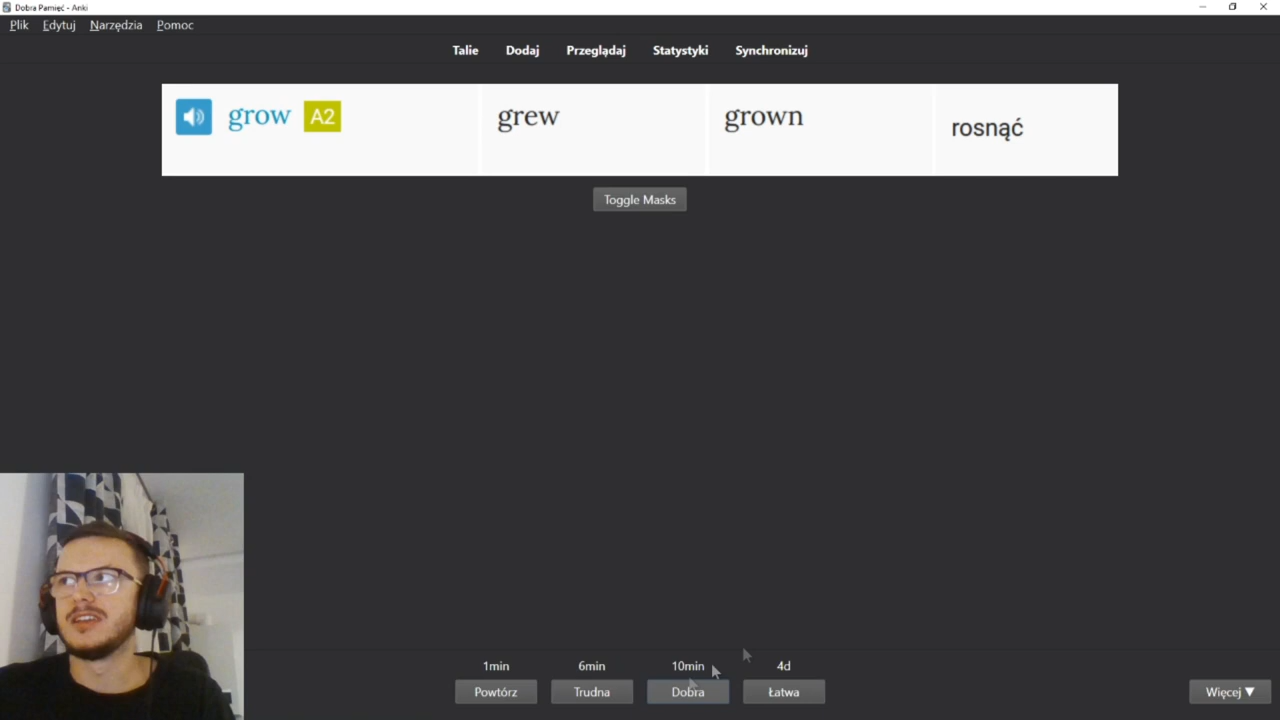 Dobra Pamięć - Anki
Plik Edytuj Narzędzia Pomoc
Talie Dodaj Przeglądaj Statystyki Synchronizuj
grow A2 grew grown rosnąć
Toggle Masks
1min 6min 10min 4d
Powtórz Trudna Dobra Łatwa Więcej ▼